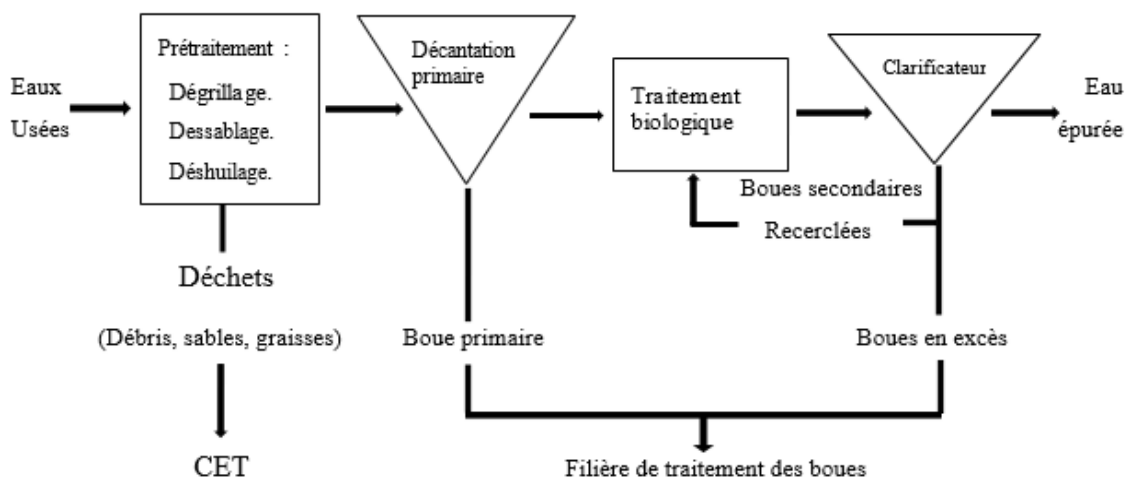 Eaux
Usées
Prétraitement :
Dégrillage.
Dessablage.
Déshuilage.
Décantation
primaire
Traitement
biologique
Clarificateur
Eau
épurée
Boues secondaires
Recerclées
Déchets
(Débris, sables, graisses)
Boue primaire
Boues en excès
CET
Filière de traitement des boues